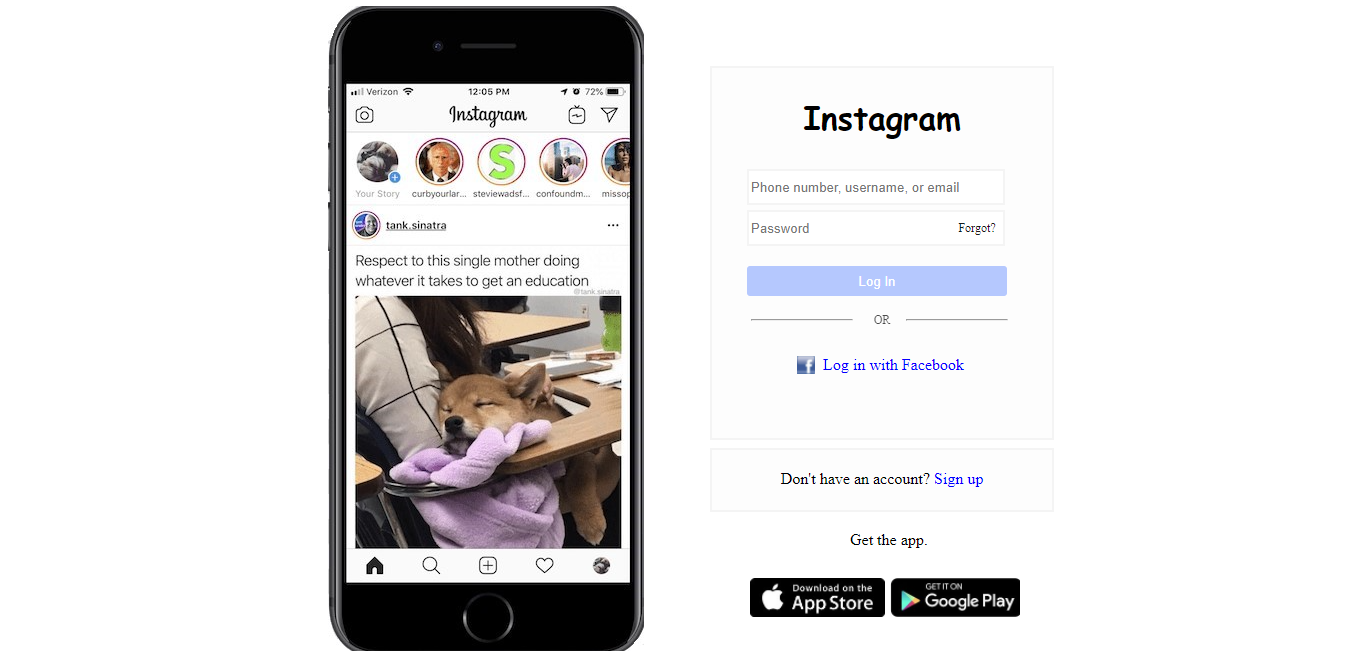 Verizon 12:05 PM 72%
Instagram
Your Story curbyourlar... steviewadsf... confoundm... missop
tank.sinatra
Respect to this single mother doing
whatever it takes to get an education
@tank.sinatra
Instagram
Phone number, username, or email
Password Forgot?
Log In
OR
Log in with Facebook
Don't have an account? Sign up
Get the app.
Download on the
App Store
GET IT ON
Google Play